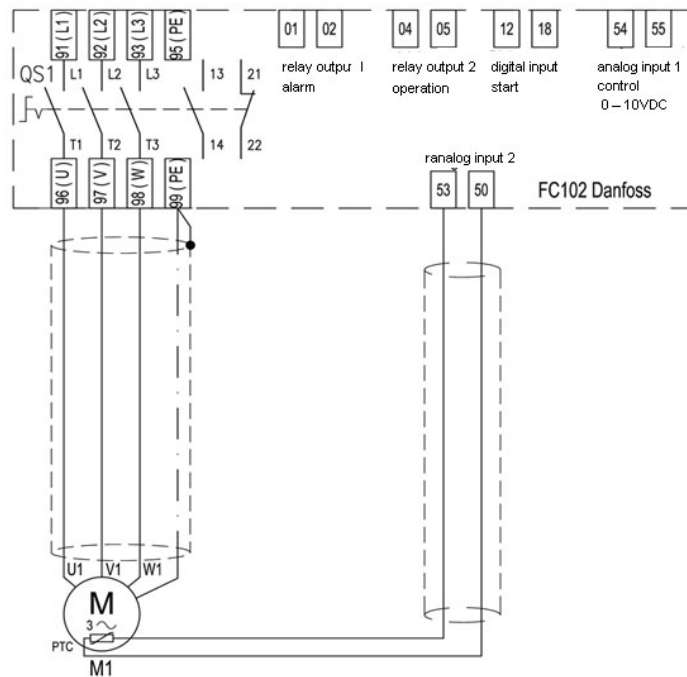 91 (L1) 92 (L2) 93 (L3) 95 (PE)
01 02 04 05 12 18 54 55
relay outpu l relay output 2 digital input analog input 1
alarm operation start control
0 – 10VDC
QS1 L1 L2 L3 13 21
T1 T2 T3 14 22
96 (U) 97 (V) 98 (W) 99 (PE)
ranalog input 2
53 50 FC102 Danfoss
U1 V1 W1
M
3
PTC
M1